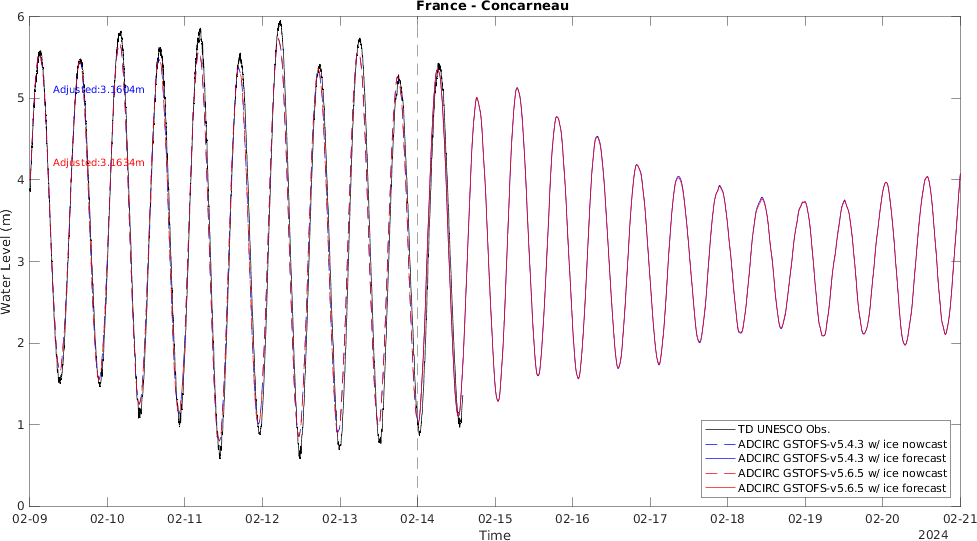 France - Concarneau
6
5
4
3
2
1
0
Water Level (m)
Adjusted:3.1604m
Adjusted:3.1634m
TD UNESCO Obs.
ADCIRC GSTOFS-v5.4.3 w/ ice nowcast
ADCIRC GSTOFS-v5.4.3 w/ ice forecast
ADCIRC GSTOFS-v5.6.5 w/ ice nowcast
ADCIRC GSTOFS-v5.6.5 w/ ice forecast
02-09 02-10 02-11 02-12 02-13 02-14 02-15 02-16 02-17 02-18 02-19 02-20 02-21
Time
2024